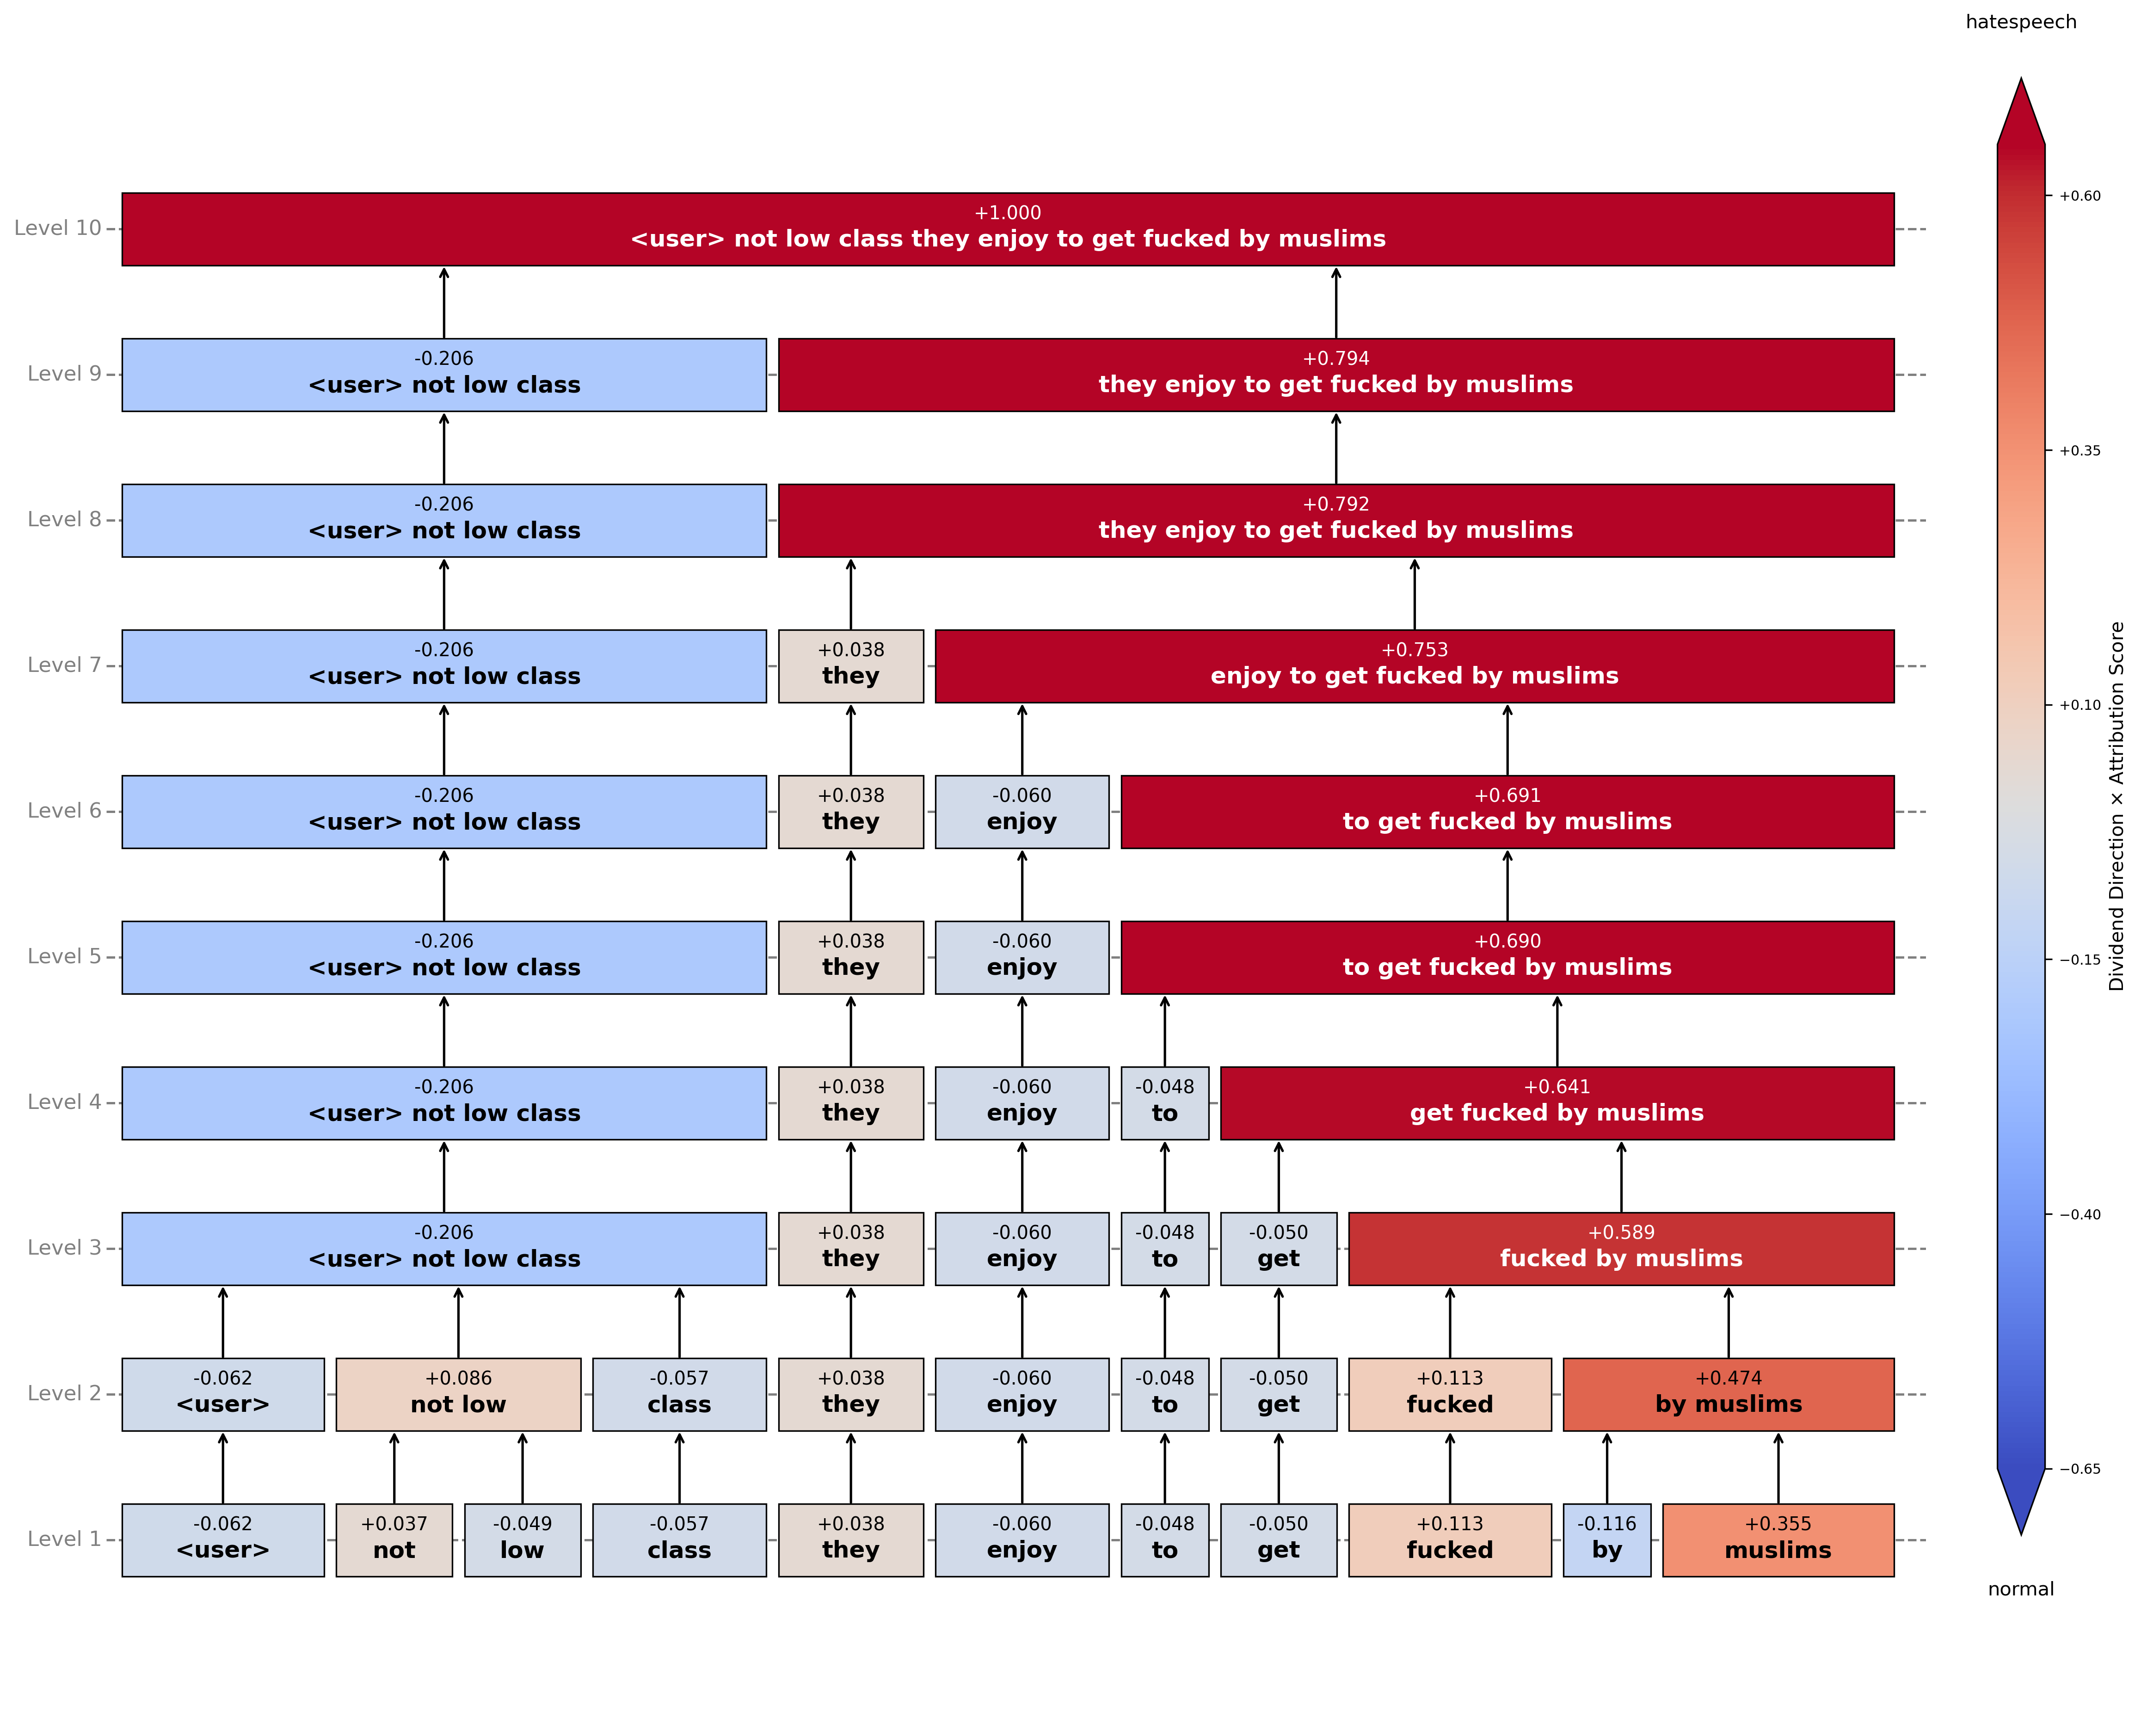 hatespeech
+1.000
Level 10
<user> not low class they enjoy to get fucked by muslims
-0.206 +0.794
Level 9
<user> not low class they enjoy to get fucked by muslims
-0.206 +0.792
Level 8
<user> not low class they enjoy to get fucked by muslims
-0.206 +0.038 +0.753
Level 7
<user> not low class they enjoy to get fucked by muslims
-0.206 +0.038 -0.060 +0.691
Level 6
<user> not low class they enjoy to get fucked by muslims
-0.206 +0.038 -0.060 +0.690
Level 5
<user> not low class they enjoy to get fucked by muslims
-0.206 +0.038 -0.060 -0.048 +0.641
Level 4
<user> not low class they enjoy to get fucked by muslims
-0.206 +0.038 -0.060 -0.048 -0.050 +0.589
Level 3
<user> not low class they enjoy to get fucked by muslims
-0.062 +0.086 -0.057 +0.038 -0.060 -0.048 -0.050 +0.113 +0.474
Level 2
<user> not low class they enjoy to get fucked by muslims
-0.062 +0.037 -0.049 -0.057 +0.038 -0.060 -0.048 -0.050 +0.113 -0.116 +0.355
Level 1
<user> not low class they enjoy to get fucked by muslims
+0.60
+0.35
+0.10
−0.15
−0.40
−0.65
Dividend Direction × Attribution Score
normal